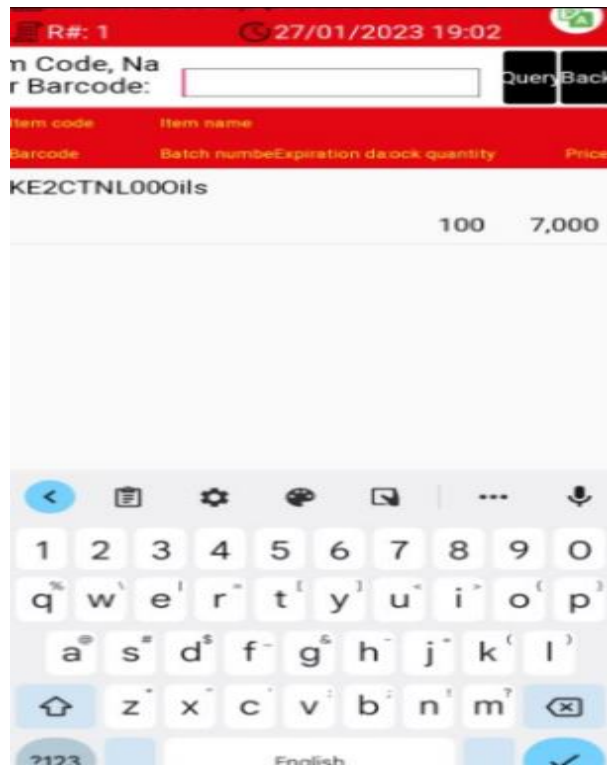 R#: 1 27/01/2023 19:02
m Code, Na
r Barcode:
Query Back
Item code Item name
Barcode Batch numbeExpiration da:ock quantity Price
KE2CTNL00Oils
100 7,000
1 2 3 4 5 6 7 8 9 0
q w e r t y u i o p
a s d f g h j k l
z x c v b n m
?123 English